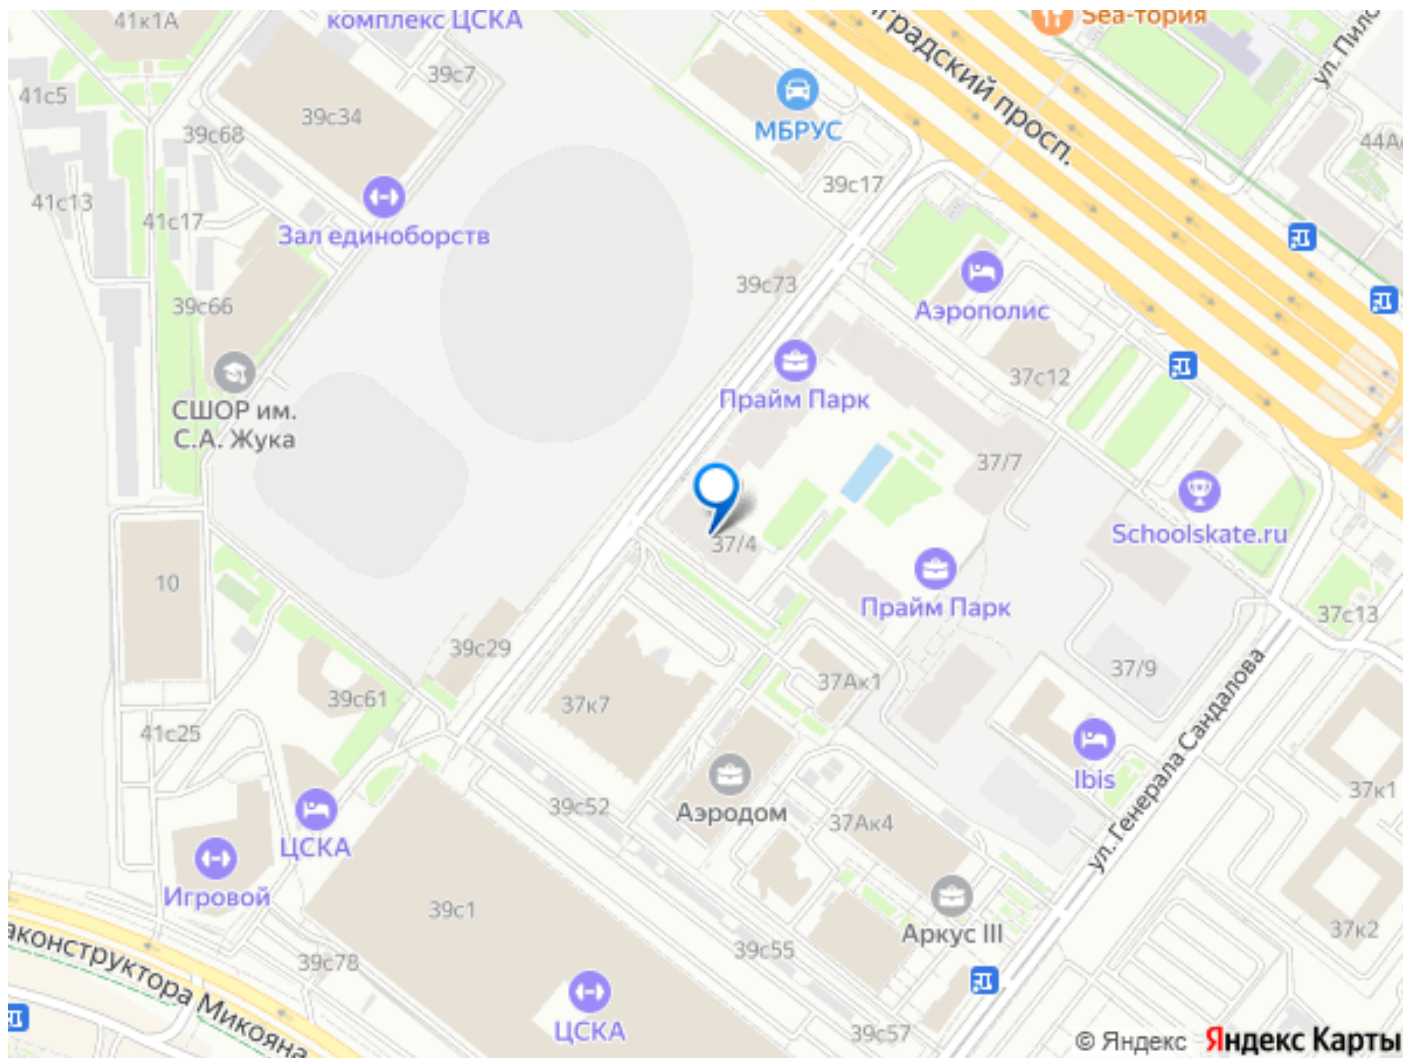 41к1А
комплекс ЦСКА
Sea-тория
градский просп.
ул. Пило
39с7
41с5
39с34
39с68
МБРУС
44А
39с17
41с13
41с17
Зал единоборств
39с66
39с73
Аэрополис
37с12
Прайм Парк
СШОР им.
С.А. Жука
37/7
Schoolskate.ru
37/4
10
Прайм Парк
37с13
39с29
37/9
37Ак1
39с61
37к7
41с25
ул. Генерала Сандалова
Ibis
37к1
39с52
Аэродом
37Ак4
ЦСКА
Игровой
39с1
Аркус III
37к2
39с55
аконструктора Микояна
39с78
ЦСКА
39с57
© Яндекс Яндекс Карты